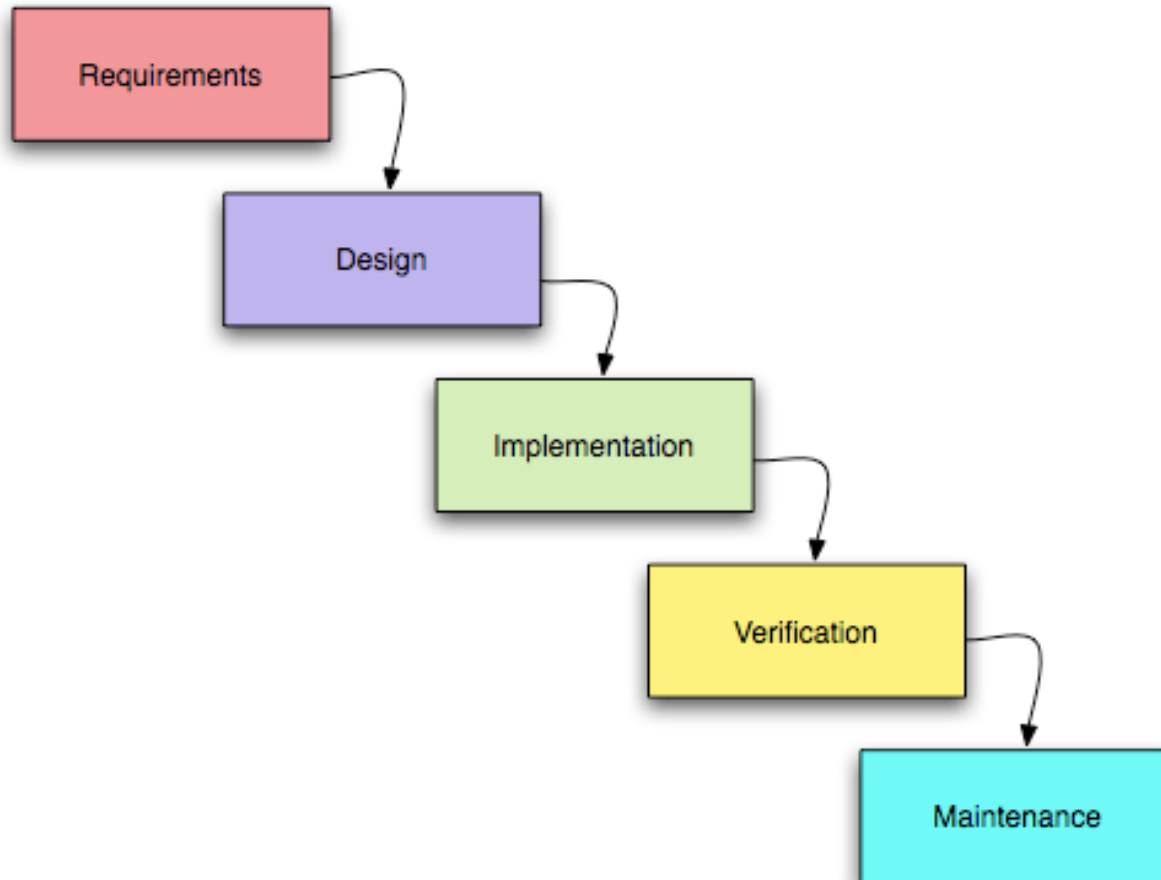 Requirements
Design
Implementation
Verification
Maintenance